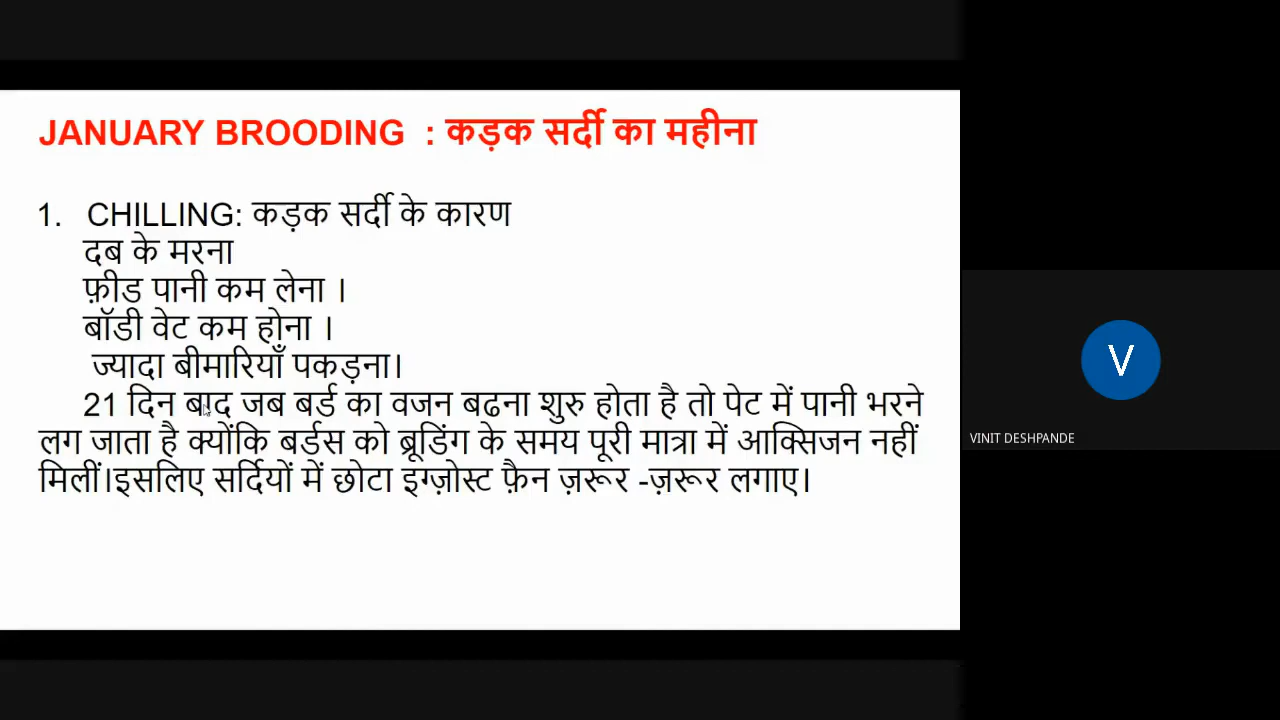 JANUARY BROODING : कड़क सर्दी का महीना
1. CHILLING: कड़क सर्दी के कारण
दब के मरना
फ़ीड पानी कम लेना ।
बॉडी वेट कम होना ।
ज्यादा बीमारियाँ पकड़ना।
21 दिन बाद जब बर्ड का वजन बढना शुरु होता है तो पेट में पानी भरने
लग जाता है क्योंकि बर्डस को ब्रूडिंग के समय पूरी मात्रा में आक्सिजन नहीं
मिलीं।इसलिए सर्दियों में छोटा इग्ज़ोस्ट फ़ैन ज़रूर -ज़रूर लगाए।
V
VINIT DESHPANDE